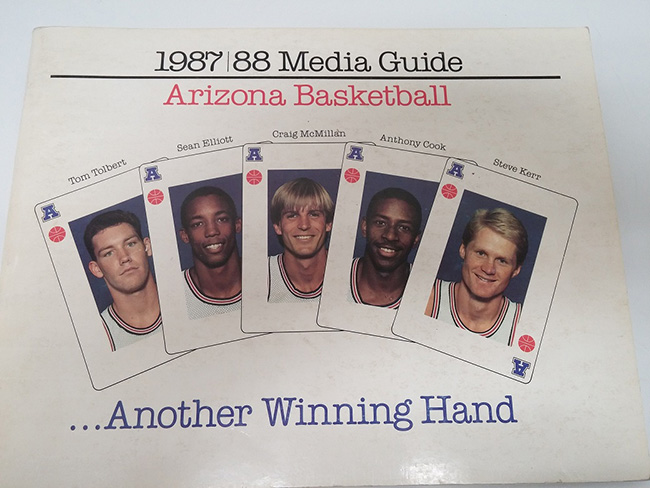 1987|88 Media Guide
Arizona Basketball
Tom Tolbert
Sean Elliott
Craig McMillan
Anthony Cook
Steve Kerr
A
A
A
A
A
A
...Another Winning Hand